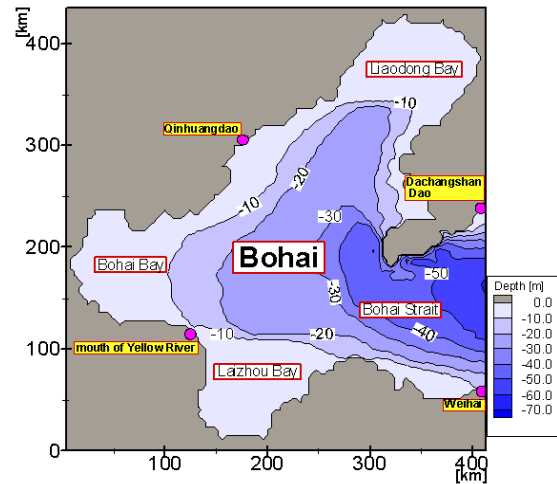 [km]
400
300
200
100
0
100
200
300
400
[km]
Liaodong Bay
-10
Qinhuangdao
-20
-10
Dachangshan
Dao
-30
Bohai
Bohai Bay
-50
-30
Bohai Strait
-40
-10
-20
mouth of Yellow River
Laizhou Bay
Weihai
Depth [m]
0.0
-10.0
-20.0
-30.0
-40.0
-50.0
-60.0
-70.0